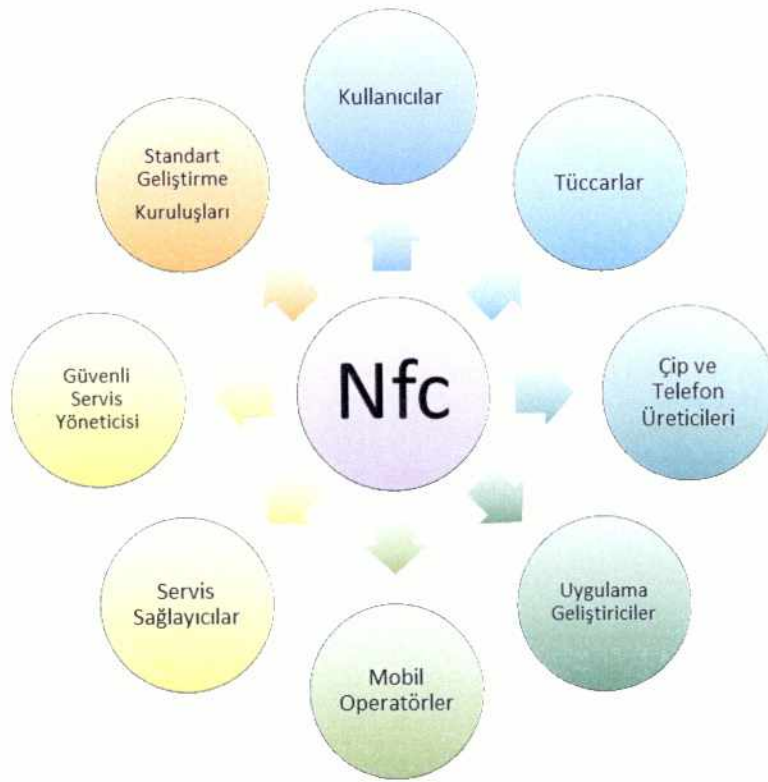 Kullanıcılar
Tüccarlar
Çip ve
Telefon
Üreticileri
Uygulama
Geliştiriciler
Mobil
Operatörler
Servis
Sağlayıcılar
Güvenli
Servis
Yöneticisi
Standart
Geliştirme
Kuruluşları
Nfc